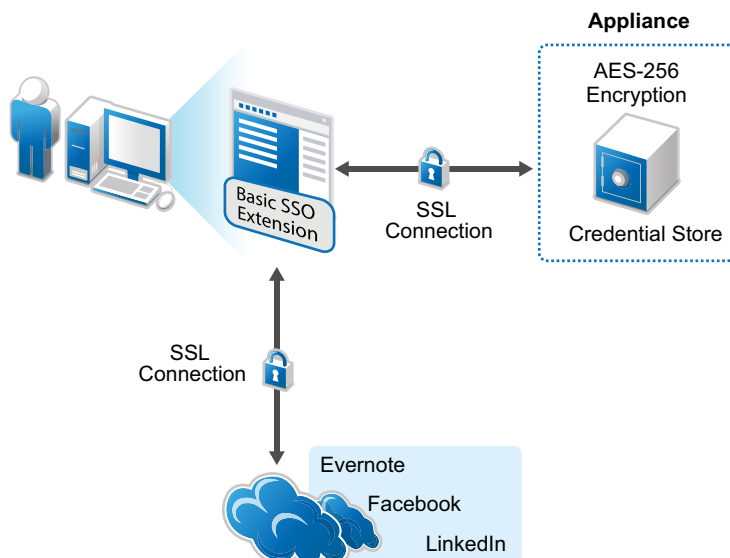 Appliance
AES-256
Encryption
Basic SSO
Extension
SSL
Connection
Credential Store
SSL
Connection
Evernote
Facebook
LinkedIn